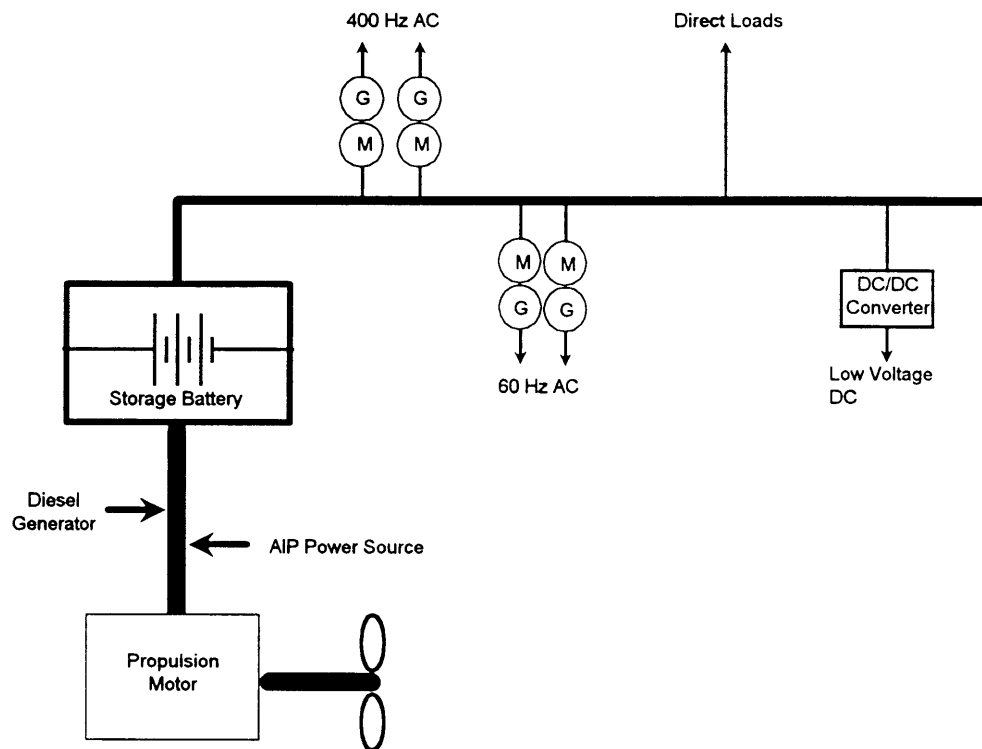 400 Hz AC
Direct Loads
G
G
M
M
M
M
G
G
DC/DC
Converter
60 Hz AC
Low Voltage
DC
Storage Battery
Diesel
Generator
AIP Power Source
Propulsion
Motor